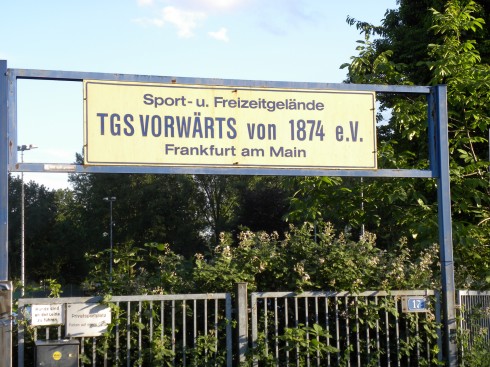 Sport- u. Freizeitgelände
TGS VORWÄRTS von 1874 e.V.
Frankfurt am Main
17